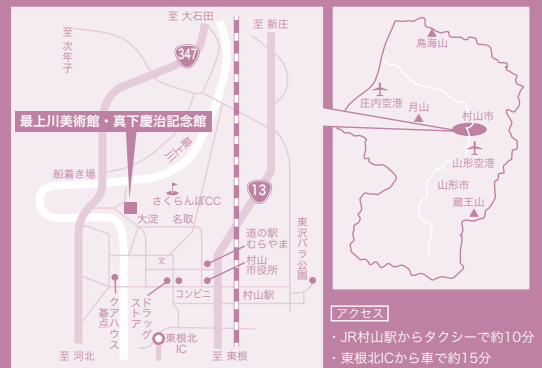 至 大石田
至 新庄
至 次年子
347
最上川美術館・真下慶治記念館
最上川
船着き場
さくらんぼCC
13
大淀
名取
道の駅
むらやま
東沢バラ公園
文
村山
市役所
コンビニ
村山駅
クアハウス
碁点
ドラッグ
ストア
東根北
IC
至 河北
至 東根
鳥海山
庄内空港
月山
村山市
山形空港
山形市
蔵王山
アクセス
・JR村山駅からタクシーで約10分
・東根北ICから車で約15分